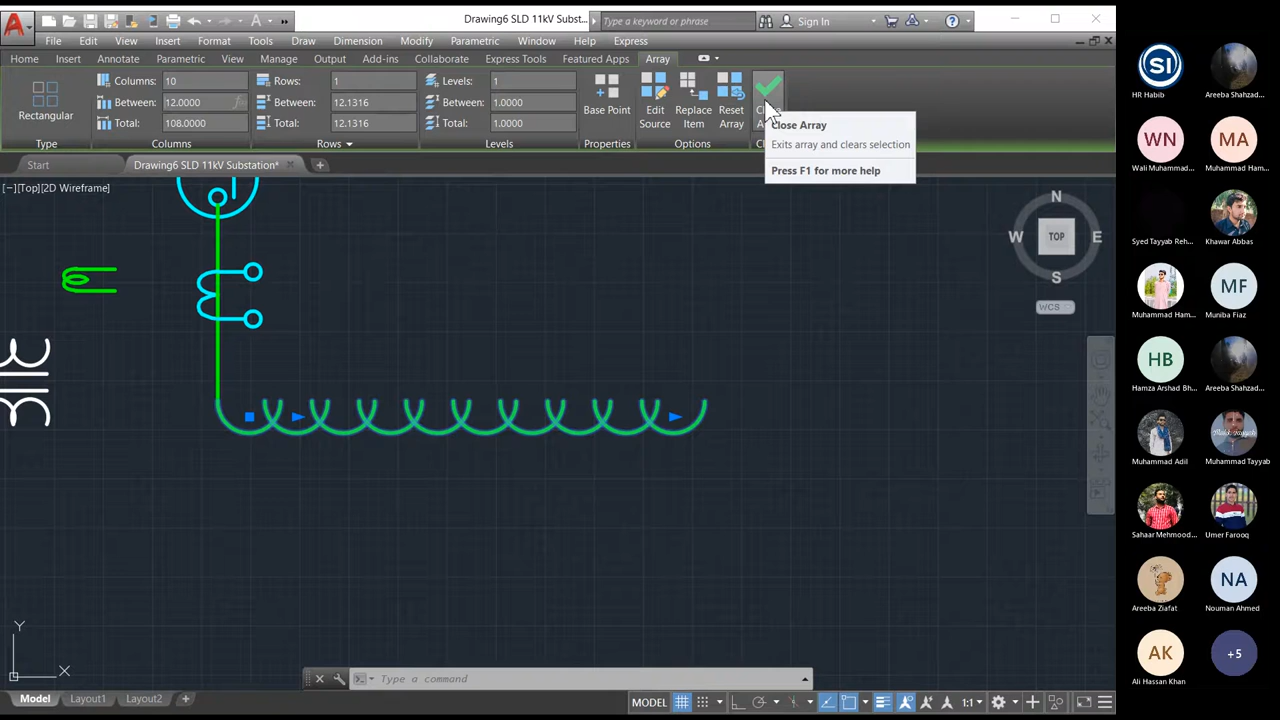 Drawing6 SLD 11kV Subst...
Type a keyword or phrase
Sign In
File Edit View Insert Format Tools Draw Dimension Modify Parametric Window Help Express
Home Insert Annotate Parametric View Manage Output Add-ins Collaborate Express Tools Featured Apps Array
Columns: 10 Rows: 1 Levels: 1
Between: 12.0000 Between: 12.1316 Between: 1.0000
Total: 108.0000 Total: 12.1316 Total: 1.0000
Rectangular
Base Point
Edit Source
Replace Item
Reset Array
Type Columns Rows Levels Properties Options
Close Array
Exits array and clears selection
Press F1 for more help
Start Drawing6 SLD 11kV Substation*
[−][Top][2D Wireframe]
N
W TOP E
S
WCS
Y
X
Type a command
Model Layout1 Layout2
MODEL 1:1
SI
HR Habib Areeba Shahzad...
WN MA
Wali Muhammad... Muhammad Ham...
Syed Tayyab Reh... Khawar Abbas
MF
Muhammad Ham... Muniba Fiaz
HB
Hamza Arshad Bh... Areeba Shahzad...
Muhammad Adil Muhammad Tayyab
Sahaar Mehmood... Umer Farooq
NA
Areeba Ziafat Nouman Ahmed
AK +5
Ali Hassan Khan